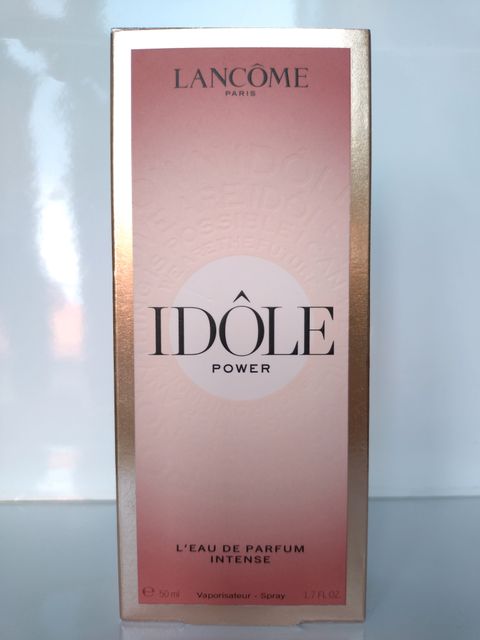 LANCÔME
PARIS
IDÔLE
POWER
L'EAU DE PARFUM
INTENSE
℮ 50 ml Vaporisateur - Spray 1.7 FL.OZ.